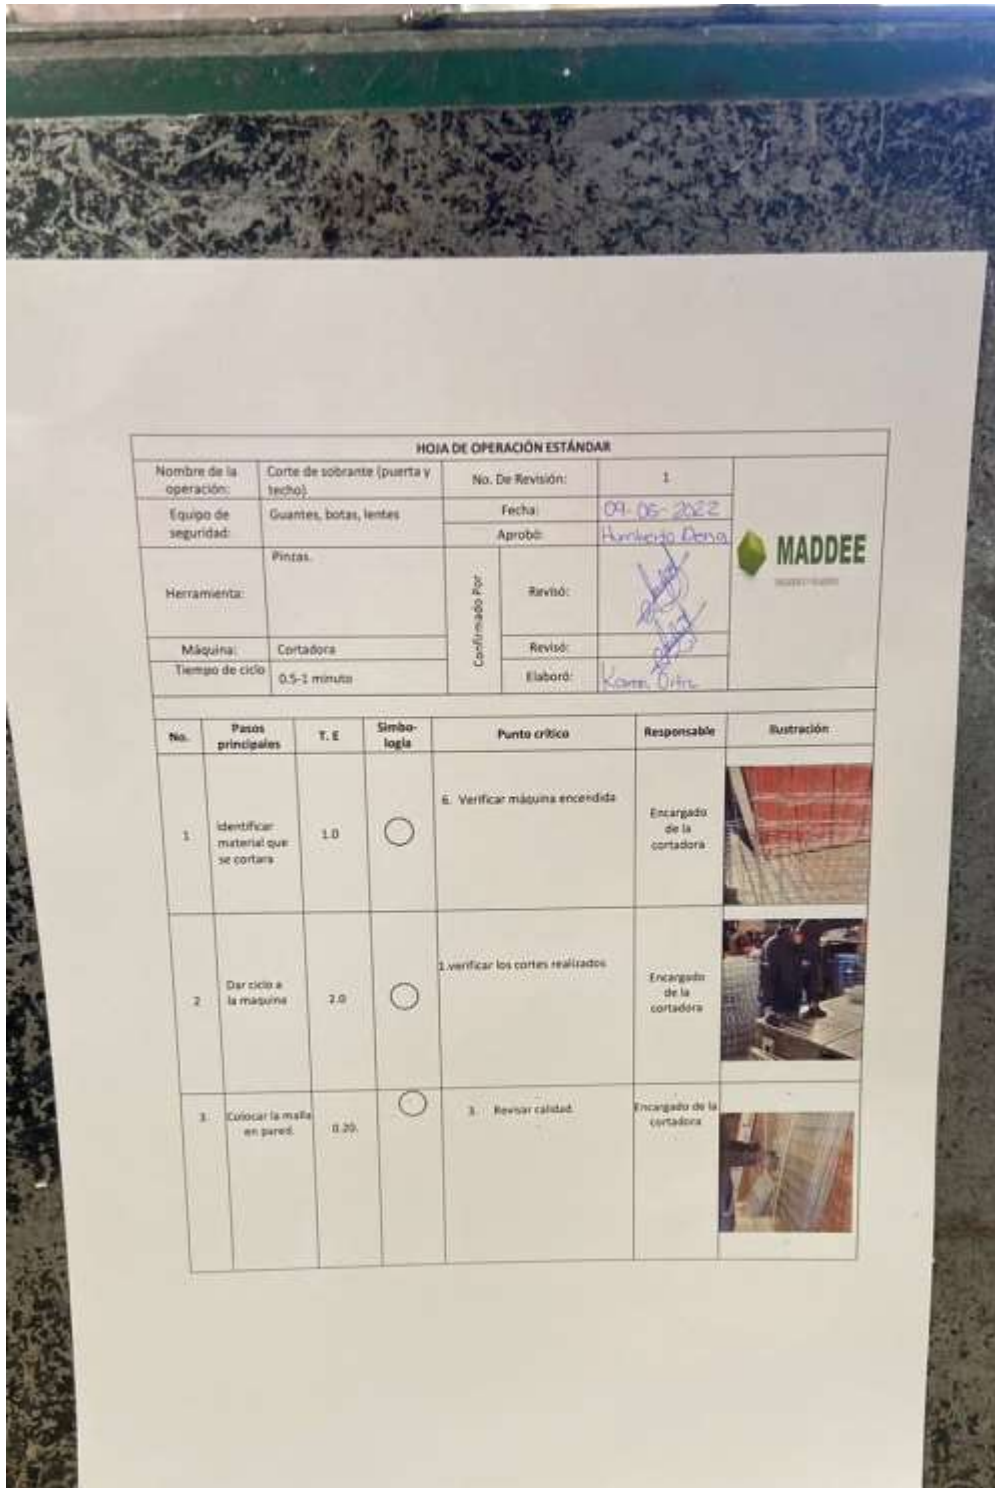 HOJA DE OPERACIÓN ESTÁNDAR
Nombre de la operación:
Corte de sobrante (puerta y techo)
No. De Revisión:
1
Equipo de seguridad:
Guantes, botas, lentes
Fecha:
09-05-2022
Aprobó:
Humberto
MADDEE
Herramienta:
Pinzas.
Confirmado Por
Revisó:
Máquina:
Cortadora
Revisó:
Tiempo de ciclo
0.5-1 minuto
Elaboró:
Karen Ortiz
No.
Pasos principales
T. E
Simbo-
logía
Punto crítico
Responsable
Ilustración
1
Identificar
material que
se cortara
1.0
6. Verificar máquina encendida
Encargado
de la
cortadora
2
Dar ciclo a
la maquina
2.0
1.verificar los cortes realizados
Encargado
de la
cortadora
3
Colocar la malla
en pared.
0.20.
3. Revisar calidad.
Encargado de la
cortadora